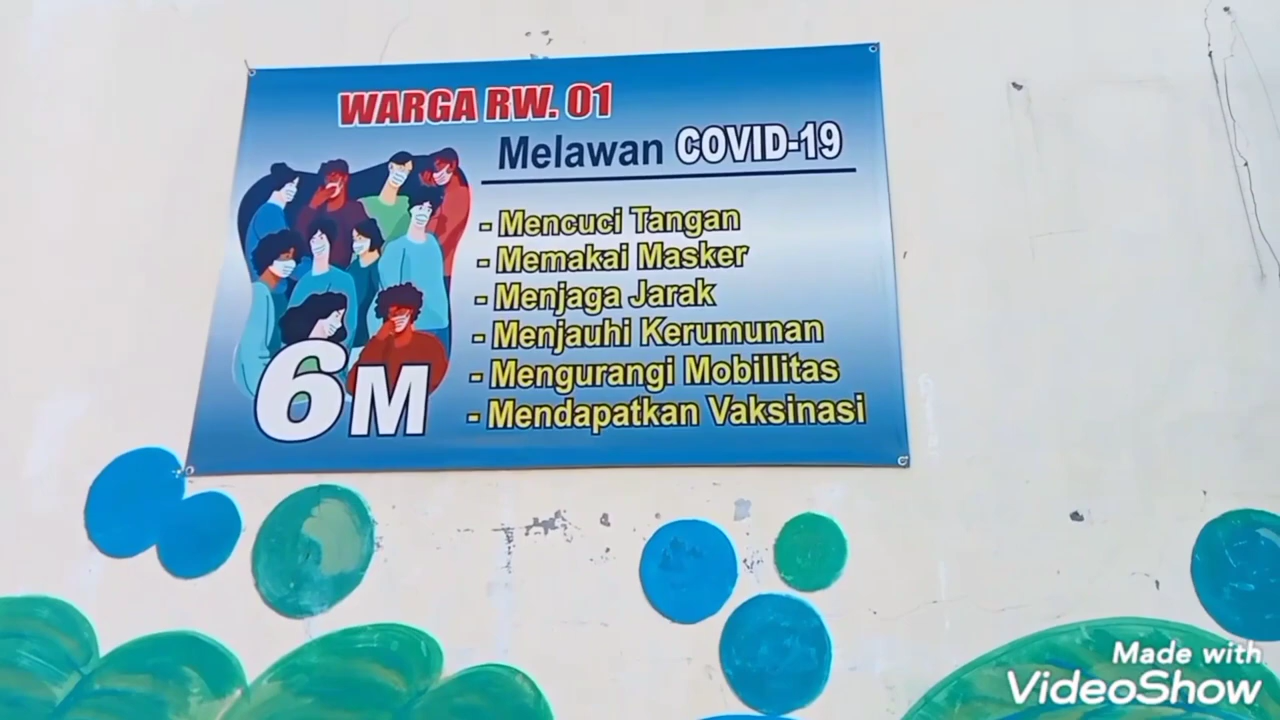 WARGA RW. 01
Melawan COVID-19
- Mencuci Tangan
- Memakai Masker
- Menjaga Jarak
- Menjauhi Kerumunan
- Mengurangi Mobillitas
- Mendapatkan Vaksinasi
6M
Made with
VideoShow